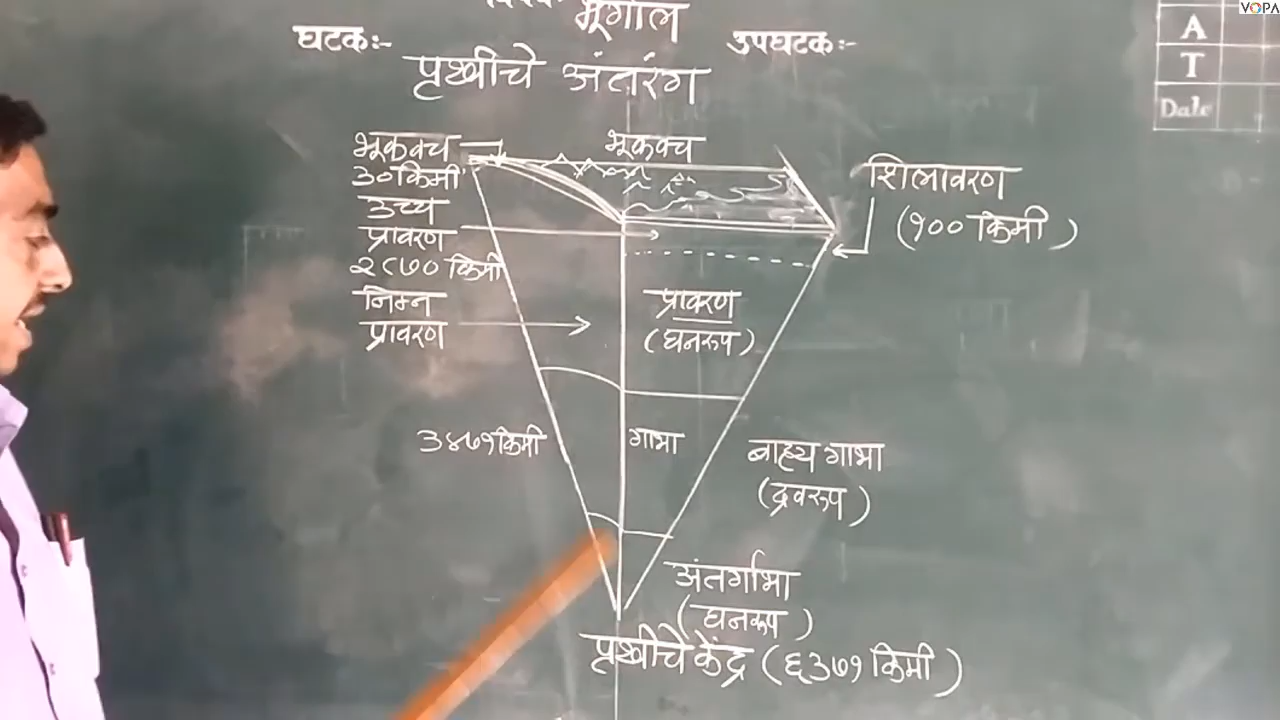 VOPA
भूगोल
घटक:-
उपघटक:-
पृथ्वीचे अंतरंग
A
T
Date
भूकवच
३०किमी
उच्च
प्रावरण
२८७० किमी
निम्न
प्रावरण
भूकवच
शिलावरण
(१०० किमी)
प्रावरण
(घनरुप)
३४७१किमी
गाभा
बाह्य गाभा
(द्रवरुप)
अंतर्गाभा
(घनरुप)
पृथ्वीचे केंद्र (६३७१ किमी)